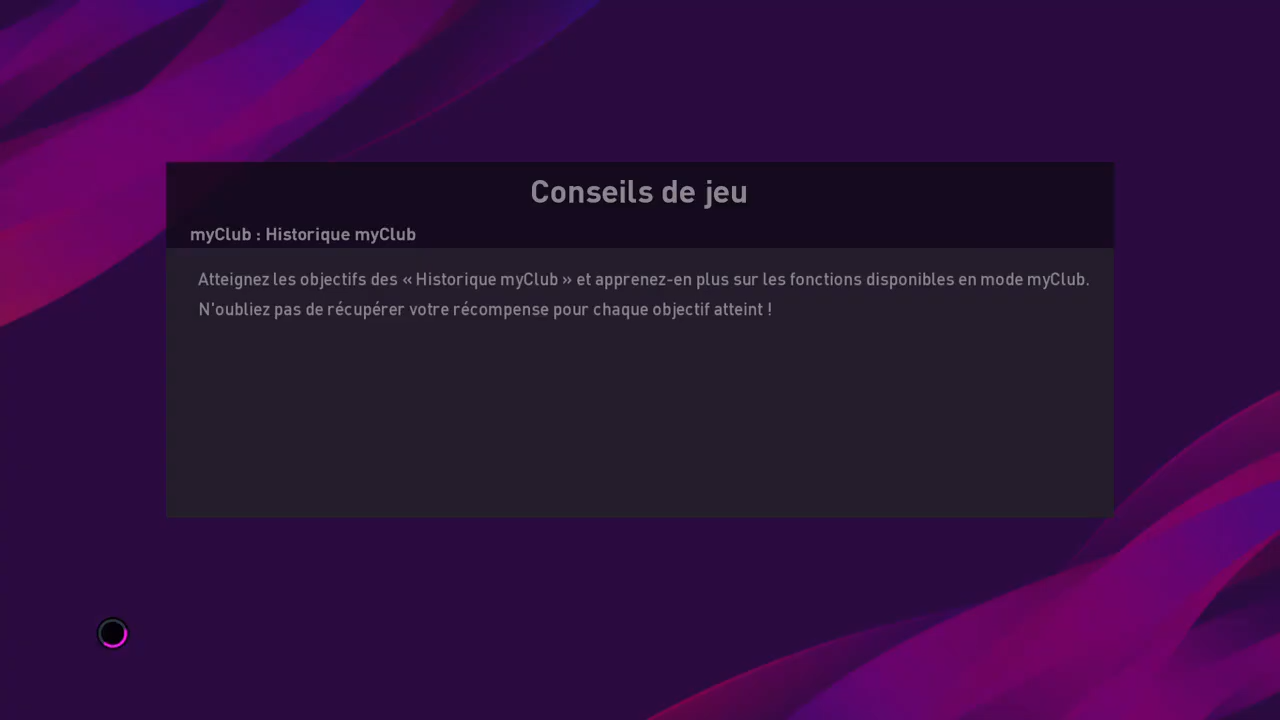 Conseils de jeu
myClub : Historique myClub
Atteignez les objectifs des « Historique myClub » et apprenez-en plus sur les fonctions disponibles en mode myClub.
N'oubliez pas de récupérer votre récompense pour chaque objectif atteint !